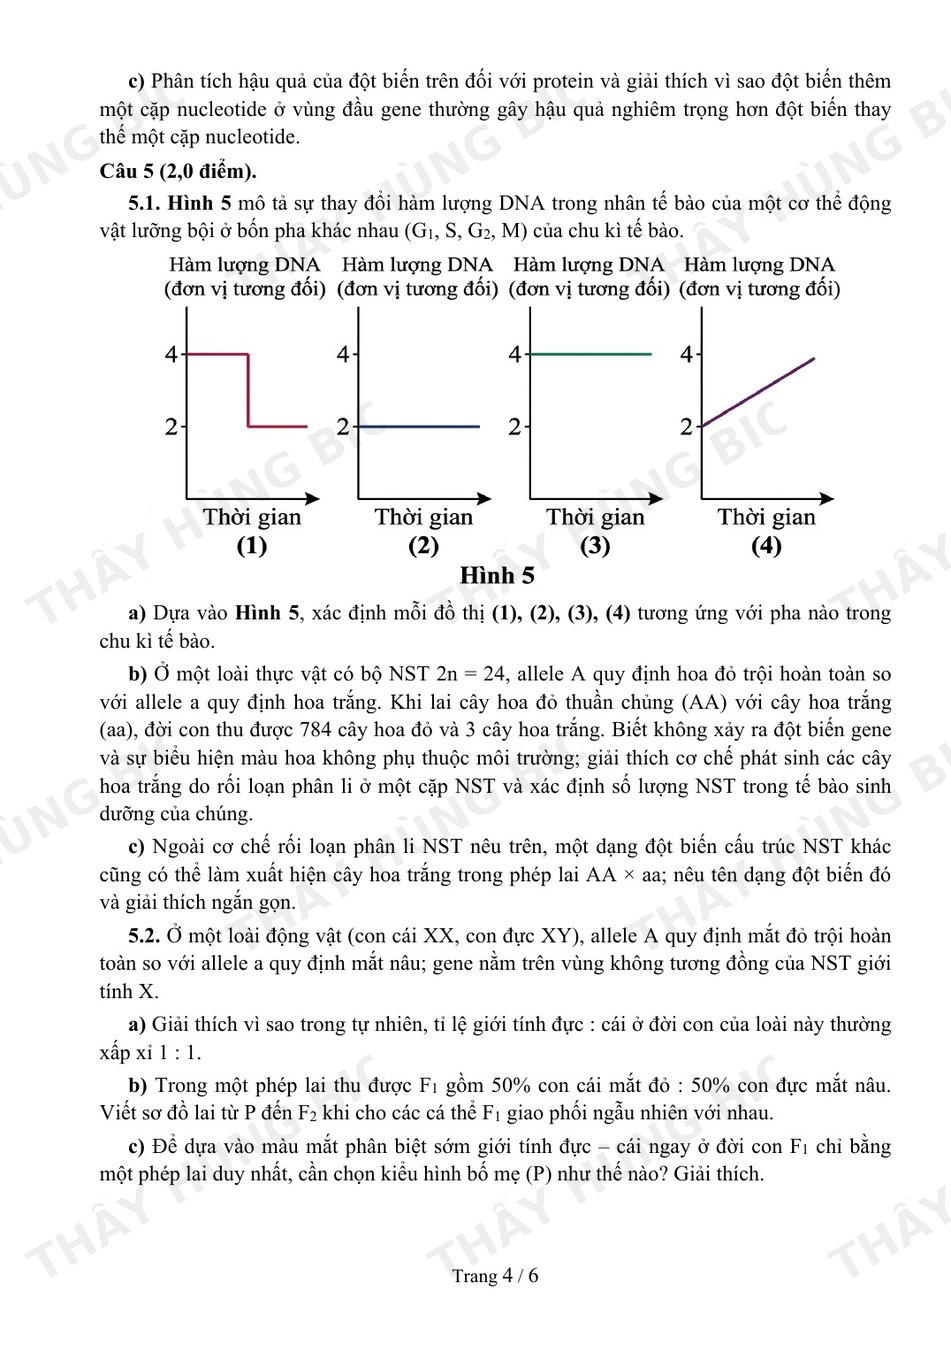 c) Phân tích hậu quả của đột biến trên đối với protein và giải thích vì sao đột biến thêm
một cặp nucleotide ở vùng đầu gene thường gây hậu quả nghiêm trọng hơn đột biến thay
thế một cặp nucleotide.
Câu 5 (2,0 điểm).
5.1. Hình 5 mô tả sự thay đổi hàm lượng DNA trong nhân tế bào của một cơ thể động
vật lưỡng bội ở bốn pha khác nhau (G₁, S, G₂, M) của chu kì tế bào.
Hàm lượng DNA Hàm lượng DNA Hàm lượng DNA Hàm lượng DNA
(đơn vị tương đối) (đơn vị tương đối) (đơn vị tương đối) (đơn vị tương đối)
4 4 4 4
2 2 2 2
Thời gian Thời gian Thời gian Thời gian
(1) (2) (3) (4)
Hình 5
a) Dựa vào Hình 5, xác định mỗi đồ thị (1), (2), (3), (4) tương ứng với pha nào trong
chu kì tế bào.
b) Ở một loài thực vật có bộ NST 2n = 24, allele A quy định hoa đỏ trội hoàn toàn so
với allele a quy định hoa trắng. Khi lai cây hoa đỏ thuần chủng (AA) với cây hoa trắng
(aa), đời con thu được 784 cây hoa đỏ và 3 cây hoa trắng. Biết không xảy ra đột biến gene
và sự biểu hiện màu hoa không phụ thuộc môi trường; giải thích cơ chế phát sinh các cây
hoa trắng do rối loạn phân li ở một cặp NST và xác định số lượng NST trong tế bào sinh
dưỡng của chúng.
c) Ngoài cơ chế rối loạn phân li NST nêu trên, một dạng đột biến cấu trúc NST khác
cũng có thể làm xuất hiện cây hoa trắng trong phép lai AA × aa; nêu tên dạng đột biến đó
và giải thích ngắn gọn.
5.2. Ở một loài động vật (con cái XX, con đực XY), allele A quy định mắt đỏ trội hoàn
toàn so với allele a quy định mắt nâu; gene nằm trên vùng không tương đồng của NST giới
tính X.
a) Giải thích vì sao trong tự nhiên, tỉ lệ giới tính đực : cái ở đời con của loài này thường
xấp xỉ 1 : 1.
b) Trong một phép lai thu được F₁ gồm 50% con cái mắt đỏ : 50% con đực mắt nâu.
Viết sơ đồ lai từ P đến F₂ khi cho các cá thể F₁ giao phối ngẫu nhiên với nhau.
c) Để dựa vào màu mắt phân biệt sớm giới tính đực – cái ngay ở đời con F₁ chỉ bằng
một phép lai duy nhất, cần chọn kiểu hình bố mẹ (P) như thế nào? Giải thích.
Trang 4 / 6
THẦY HÙNG BIC